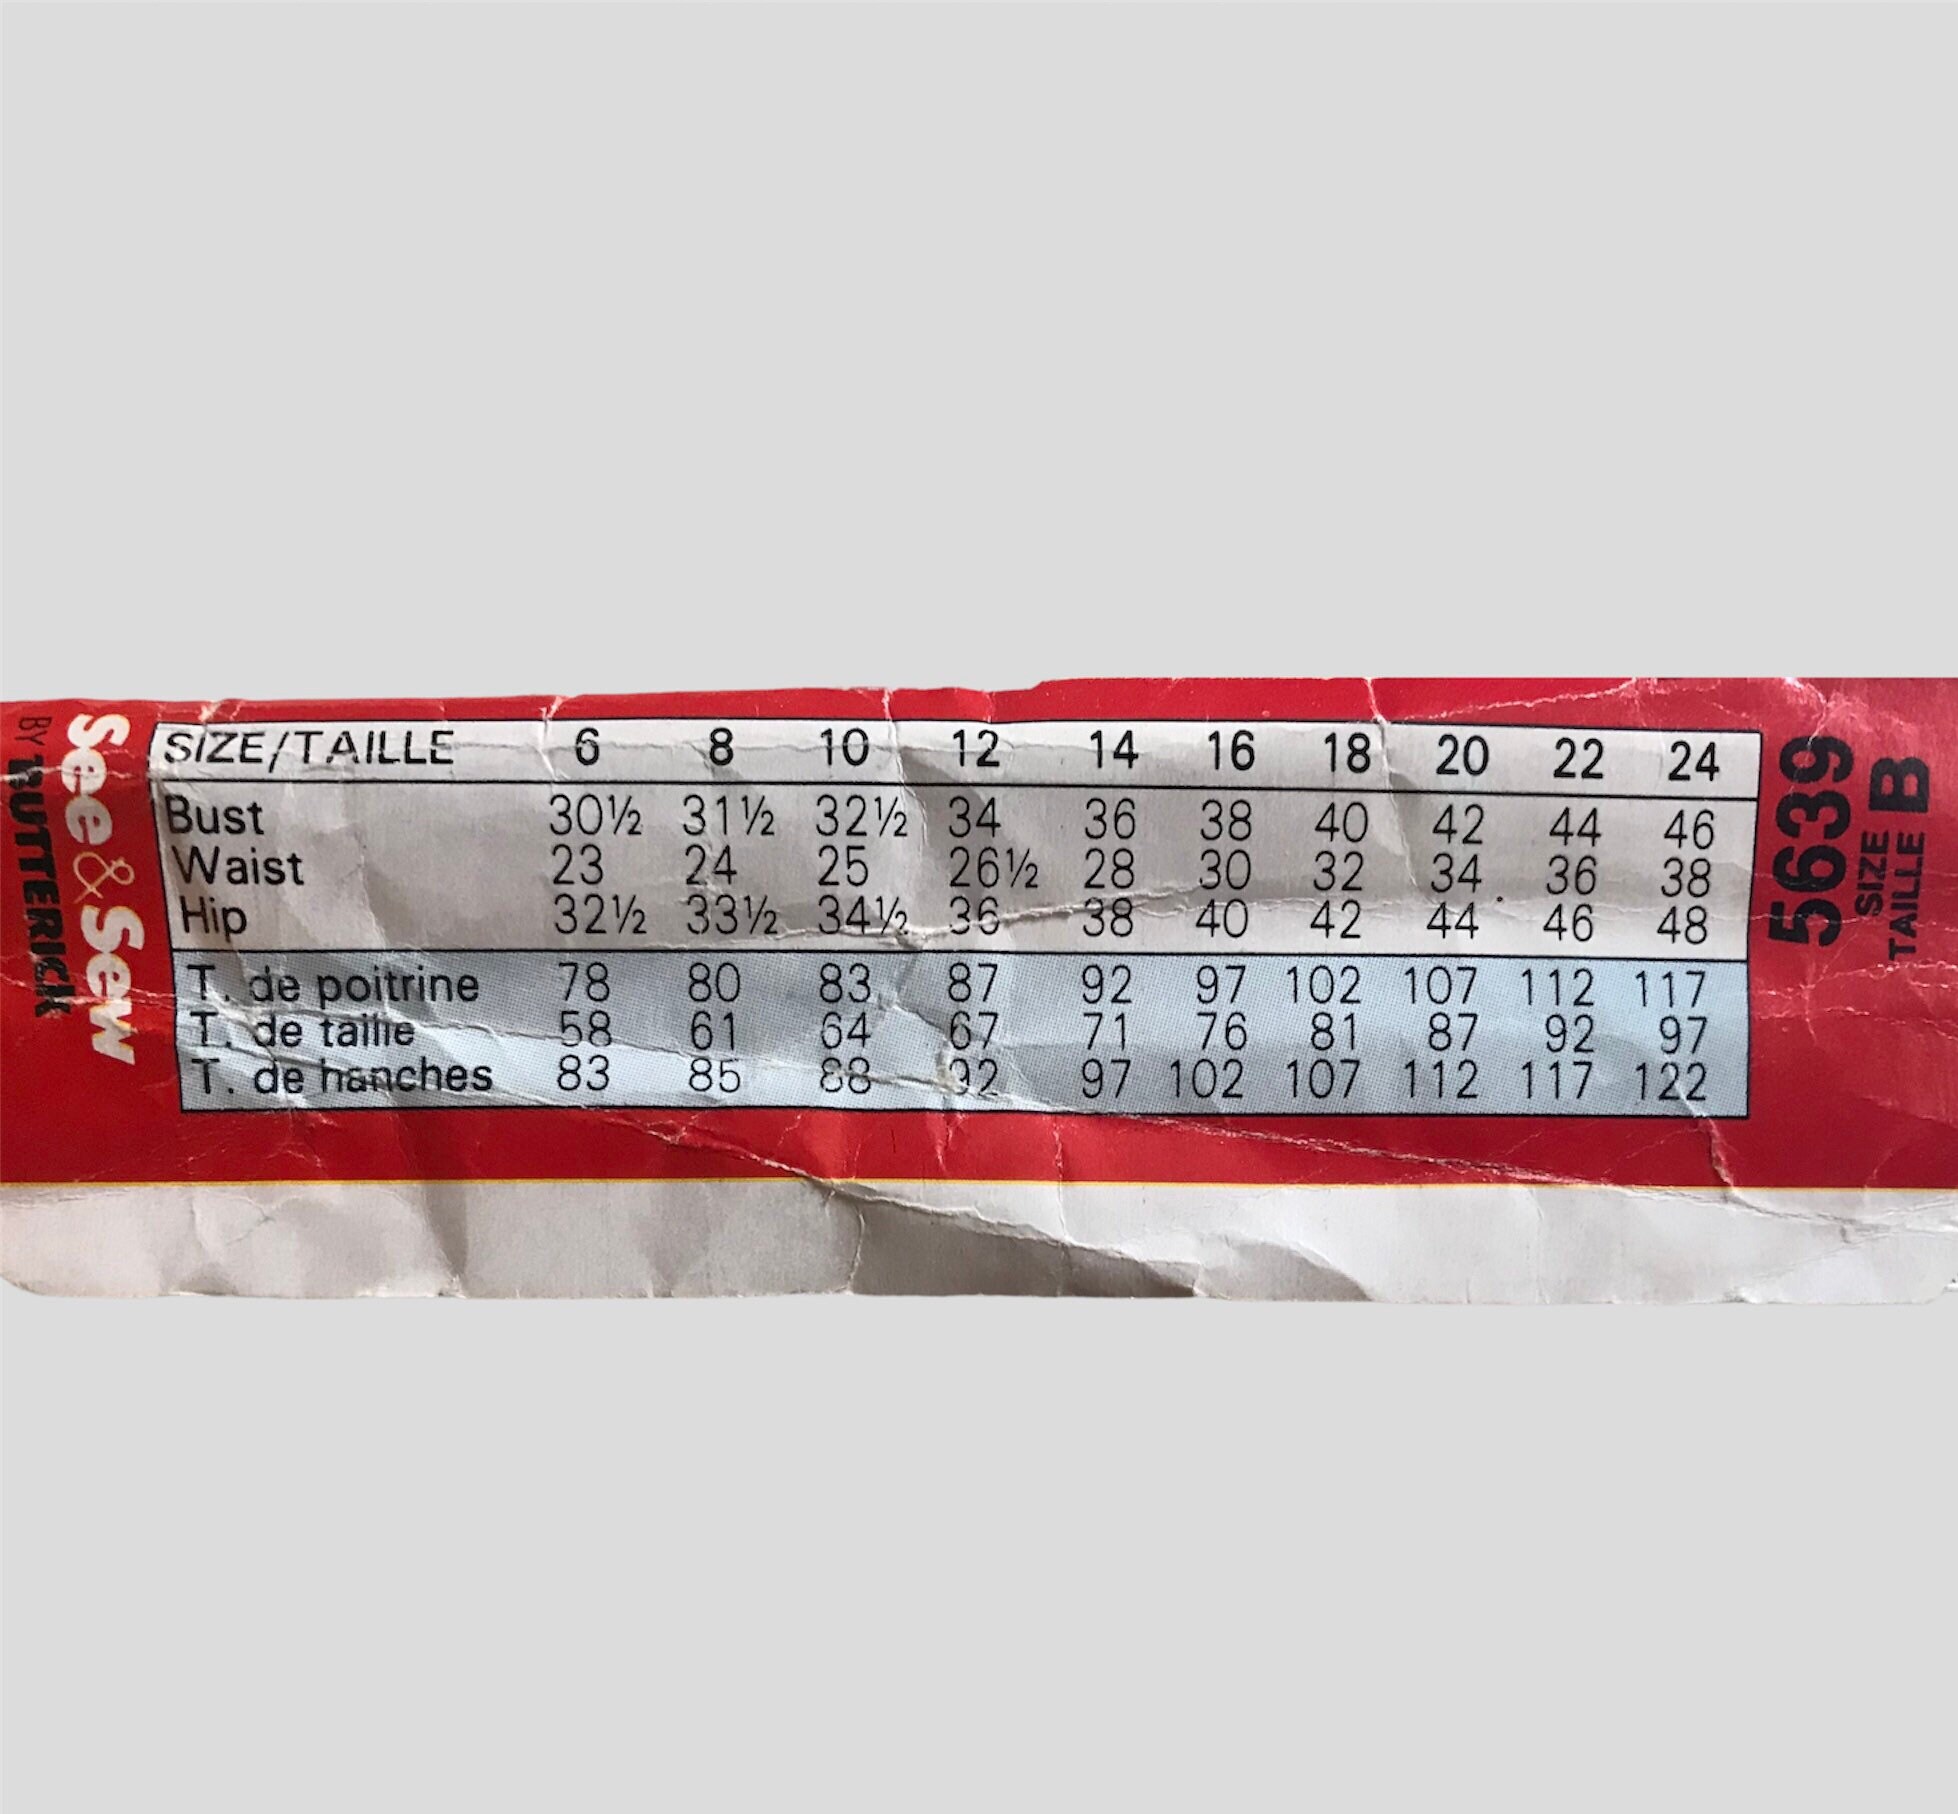 See & Sew
BY BUTTERICK
SIZE/TAILLE 6 8 10 12 14 16 18 20 22 24
Bust 30½ 31½ 32½ 34 36 38 40 42 44 46
Waist 23 24 25 26½ 28 30 32 34 36 38
Hip 32½ 33½ 34½ 36 38 40 42 44 46 48
T. de poitrine 78 80 83 87 92 97 102 107 112 117
T. de taille 58 61 64 67 71 76 81 87 92 97
T. de hanches 83 85 88 92 97 102 107 112 117 122
5639
SIZE
TAILLE B